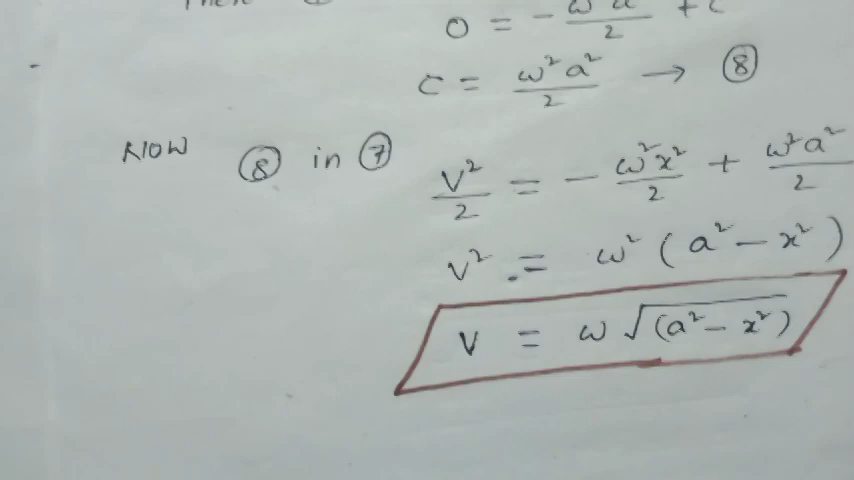 Then
0 = - ω²a²/2 + C
C = ω²a²/2 → ⑧
Now ⑧ in ⑦
V²/2 = - ω²x²/2 + ω²a²/2
V² = ω² (a² - x²)
V = ω √(a² - x²)